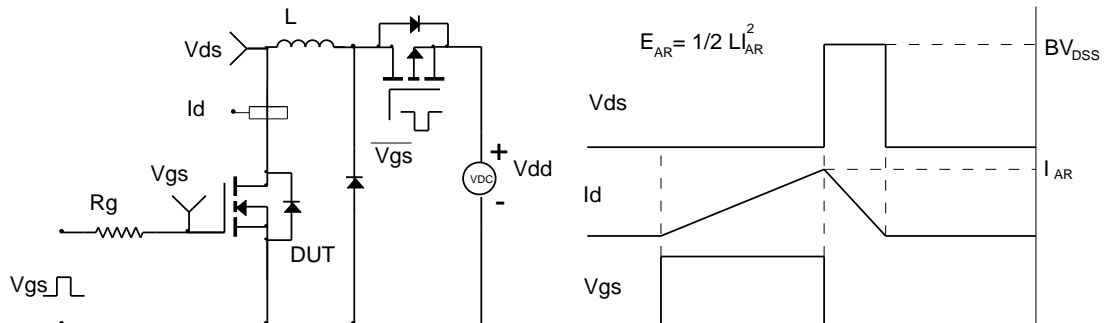 L
Vds
Id
Vgs
Vgs
Rg
DUT
Vgs
+
VDC
Vdd
-
E_AR = 1/2 LI_AR^2
BV_DSS
Vds
I_AR
Id
Vgs